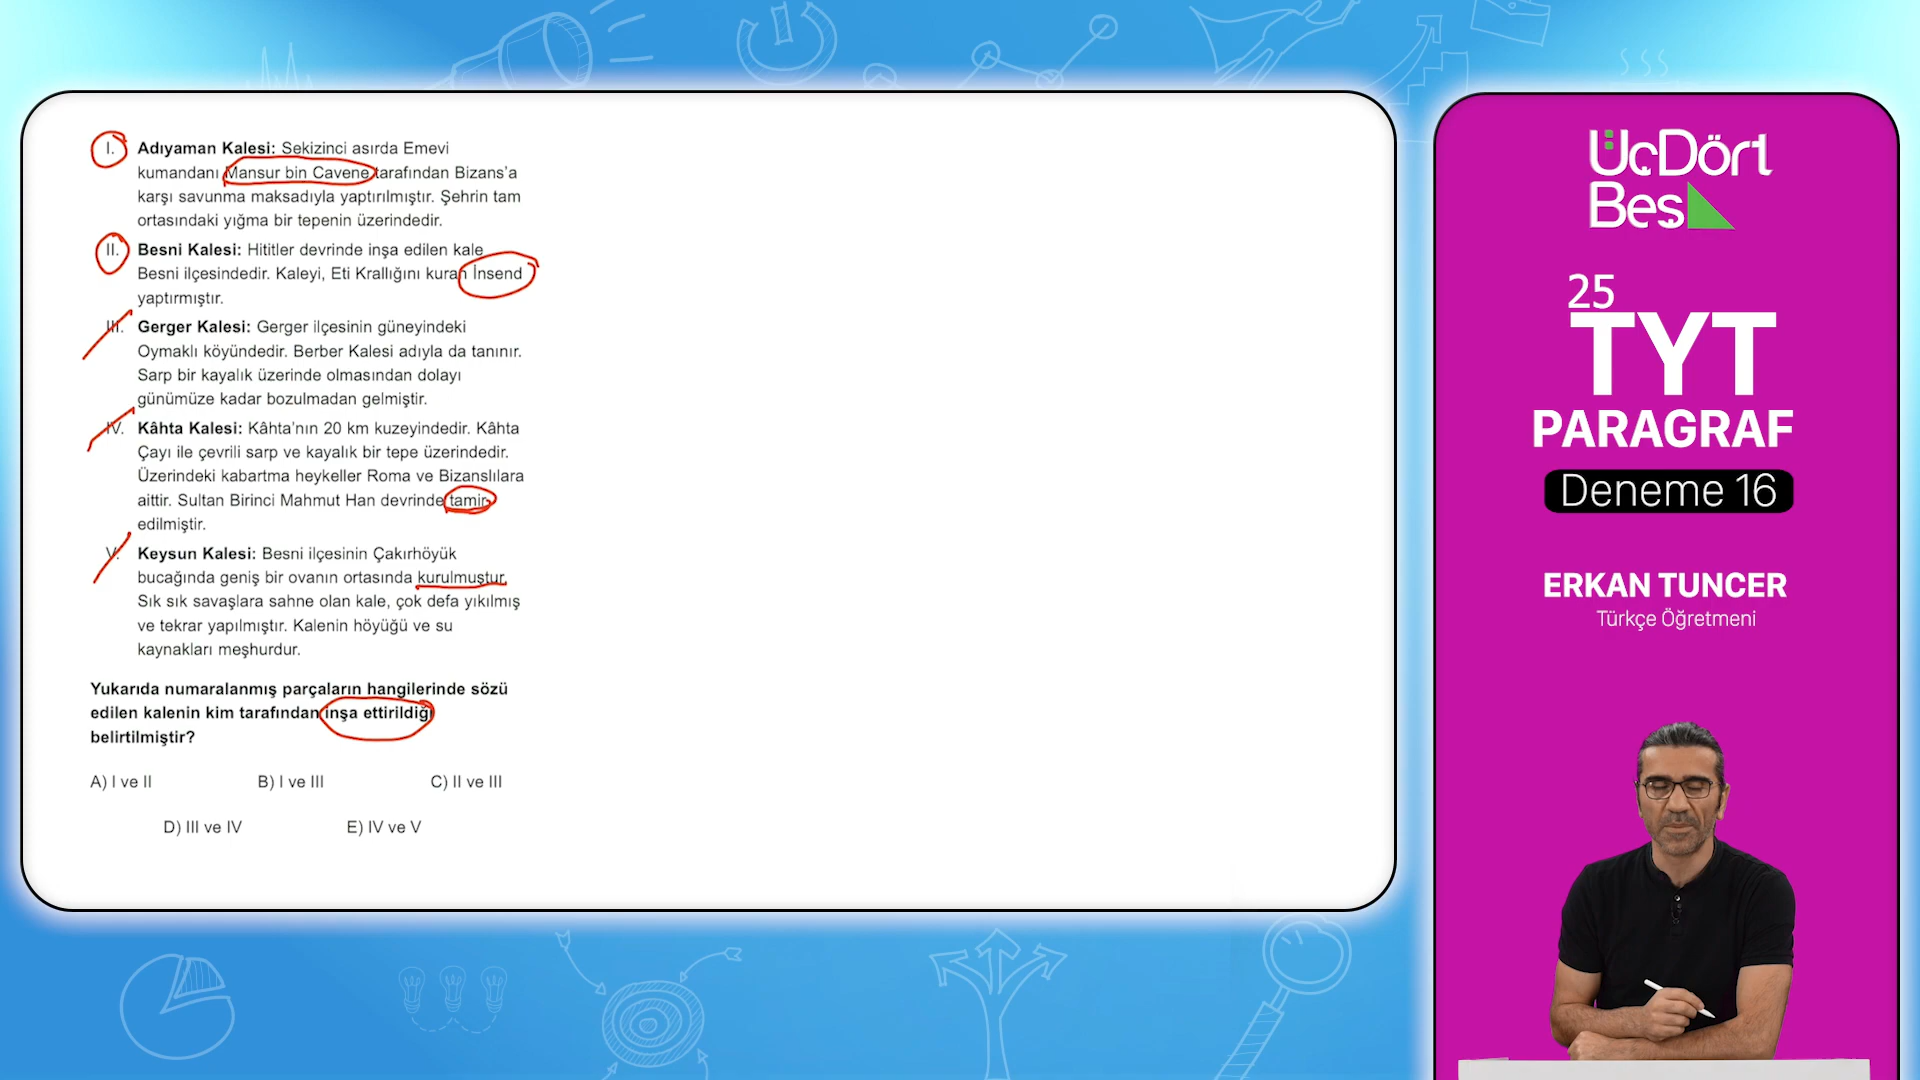 I. Adıyaman Kalesi: Sekizinci asırda Emevi
kumandanı Mansur bin Cavene tarafından Bizans’a
karşı savunma maksadıyla yaptırılmıştır. Şehrin tam
ortasındaki yığma bir tepenin üzerindedir.
II. Besni Kalesi: Hititler devrinde inşa edilen kale
Besni ilçesindedir. Kaleyi, Eti Krallığını kuran İnsend
yaptırmıştır.
III. Gerger Kalesi: Gerger ilçesinin güneyindeki
Oymaklı köyündedir. Berber Kalesi adıyla da tanınır.
Sarp bir kayalık üzerinde olmasından dolayı
günümüze kadar bozulmadan gelmiştir.
IV. Kâhta Kalesi: Kâhta’nın 20 km kuzeyindedir. Kâhta
Çayı ile çevrili sarp ve kayalık bir tepe üzerindedir.
Üzerindeki kabartma heykeller Roma ve Bizanslılara
aittir. Sultan Birinci Mahmut Han devrinde tamir
edilmiştir.
V. Keysun Kalesi: Besni ilçesinin Çakırhöyük
bucağında geniş bir ovanın ortasında kurulmuştur.
Sık sık savaşlara sahne olan kale, çok defa yıkılmış
ve tekrar yapılmıştır. Kalenin höyüğü ve su
kaynakları meşhurdur.
Yukarıda numaralanmış parçaların hangilerinde sözü
edilen kalenin kim tarafından inşa ettirildiği
belirtilmiştir?
A) I ve II B) I ve III C) II ve III
D) III ve IV E) IV ve V
ÜçDört
Beş
25
TYT
PARAGRAF
Deneme 16
ERKAN TUNCER
Türkçe Öğretmeni